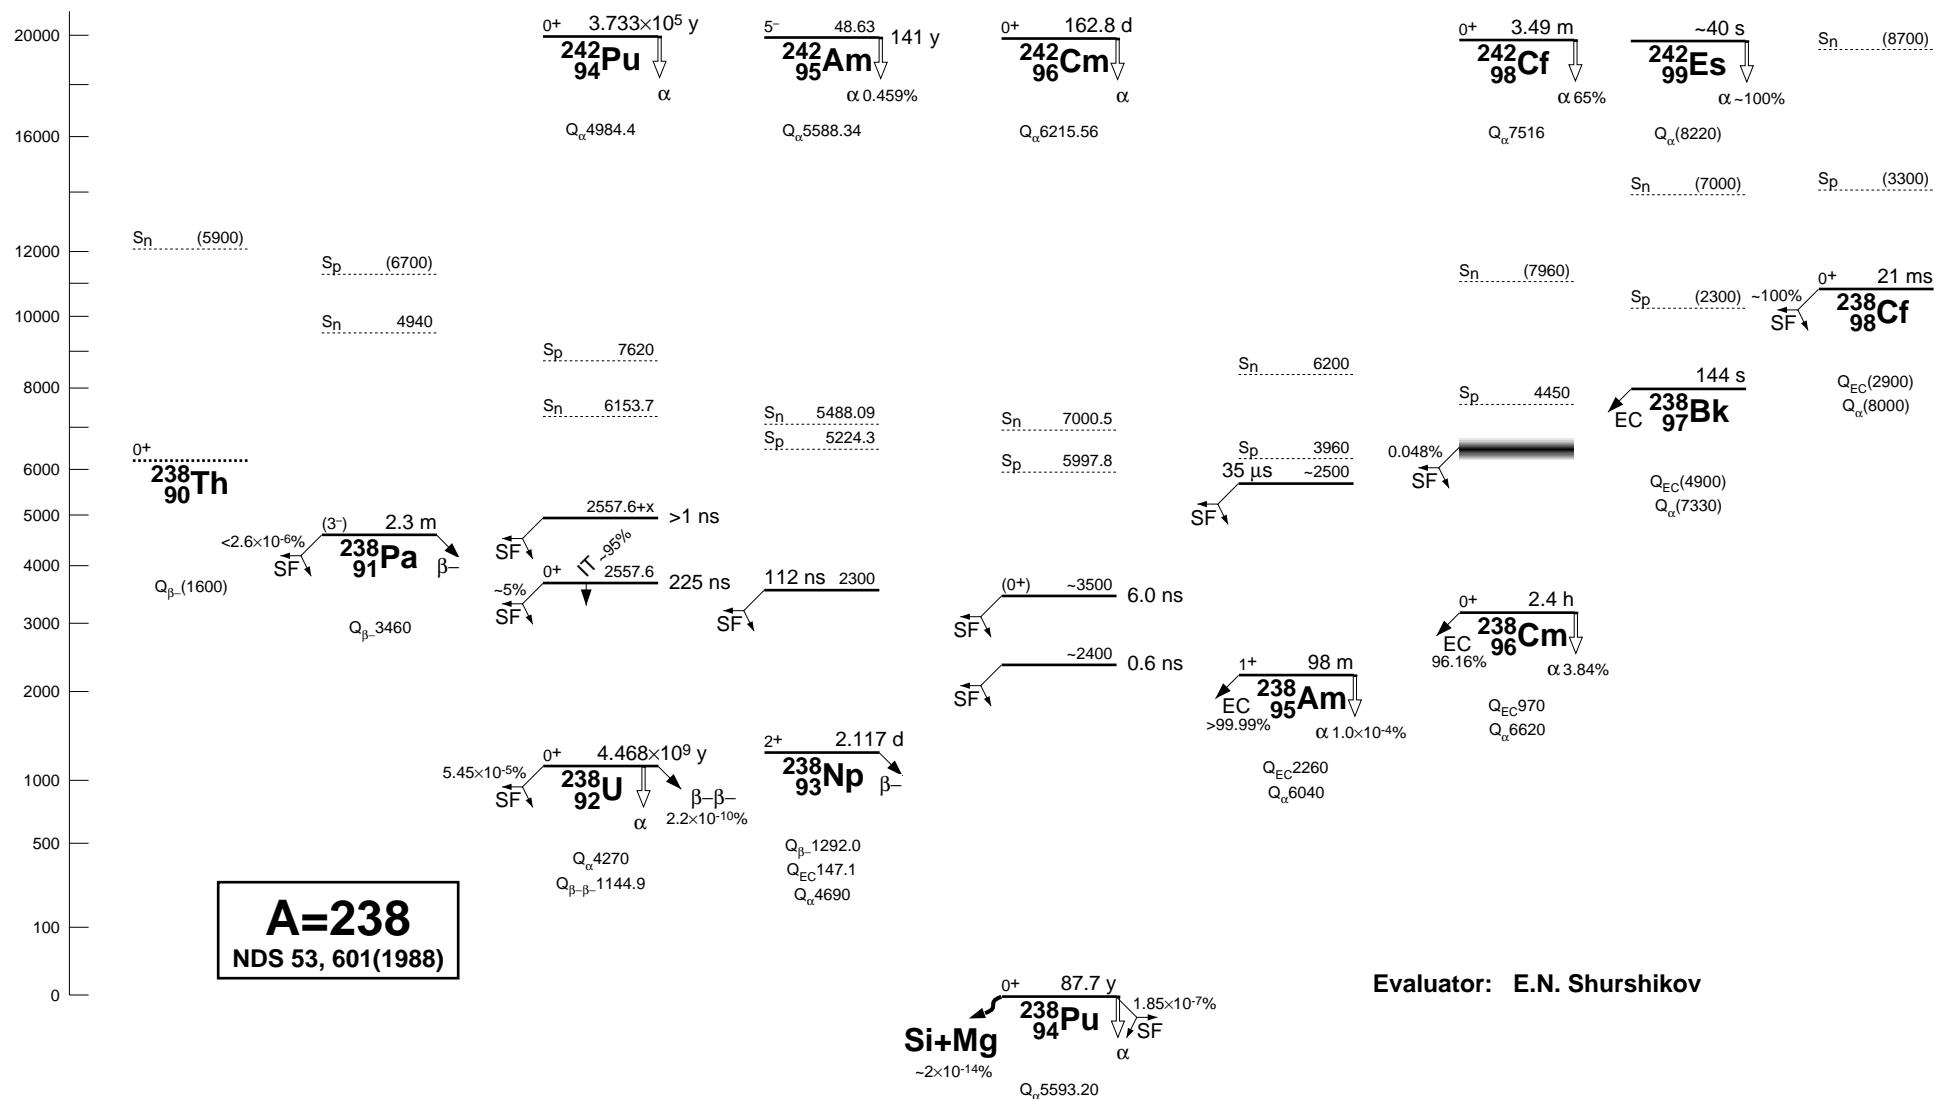 20000
16000
12000
10000
8000
6000
5000
4000
3000
2000
1000
500
100
0
Sn (5900)
0+
238 90 Th
Qβ–(1600)
Sp (6700)
Sn 4940
(3–) 2.3 m
<2.6×10-6%
SF
238 91 Pa
β–
Qβ–3460
0+ 3.733×10⁵ y
242 94 Pu
α
Qα4984.4
Sp 7620
Sn 6153.7
2557.6+x >1 ns
SF
IT ~95%
0+ 2557.6 225 ns
~5%
SF
0+ 4.468×10⁹ y
5.45×10-5%
SF
238 92 U
α
β–β–
2.2×10-10%
Qα4270
Qβ–β–1144.9
5– 48.63 141 y
242 95 Am
α 0.459%
Qα5588.34
Sn 5488.09
Sp 5224.3
112 ns 2300
SF
2+ 2.117 d
238 93 Np
β–
Qβ–1292.0
QEC147.1
Qα4690
0+ 162.8 d
242 96 Cm
α
Qα6215.56
Sn 7000.5
Sp 5997.8
(0+) ~3500 6.0 ns
SF
~2400 0.6 ns
SF
0+ 87.7 y
238 94 Pu
1.85×10-7%
SF
α
Si+Mg
~2×10-14%
Qα5593.20
Sn 6200
Sp 3960
35 μs ~2500
SF
1+ 98 m
238 95 Am
EC
>99.99%
α 1.0×10-4%
QEC2260
Qα6040
0+ 3.49 m
242 98 Cf
α 65%
Qα7516
Sn (7960)
Sp 4450
0.048%
SF
0+ 2.4 h
238 96 Cm
EC
96.16%
α 3.84%
QEC970
Qα6620
~40 s
242 99 Es
α ~100%
Qα(8220)
Sn (7000)
Sp (2300)
144 s
238 97 Bk
EC
QEC(4900)
Qα(7330)
Sn (8700)
Sp (3300)
0+ 21 ms
~100%
SF
238 98 Cf
QEC(2900)
Qα(8000)
A=238
NDS 53, 601(1988)
Evaluator: E.N. Shurshikov